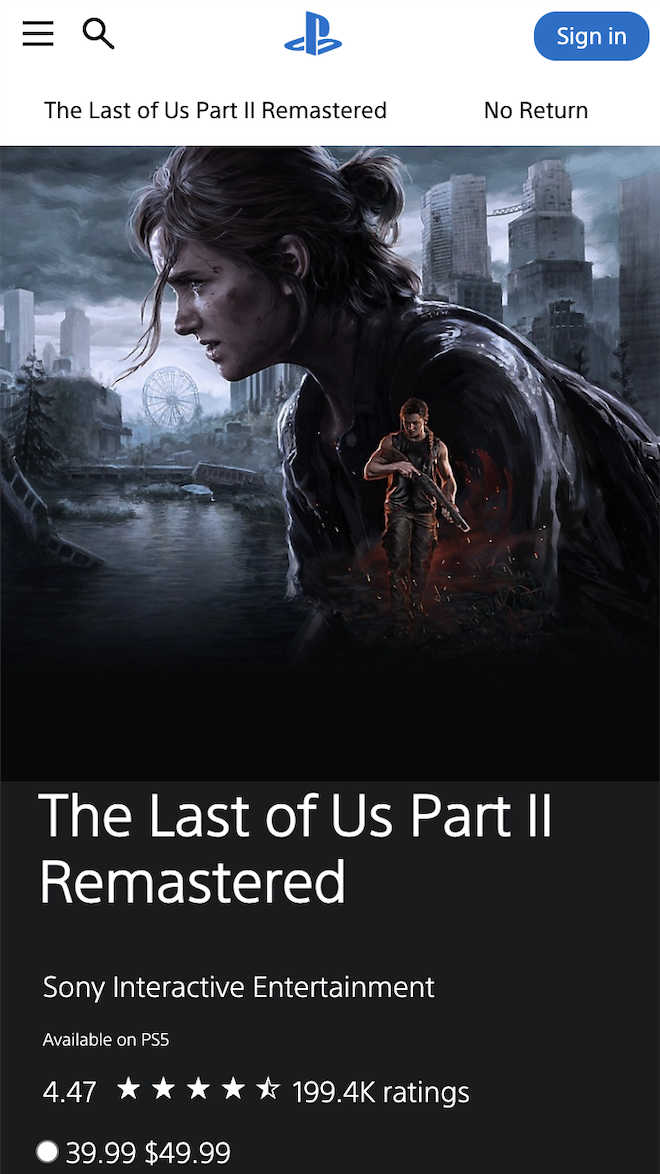 Sign in
The Last of Us Part II Remastered No Return
The Last of Us Part II
Remastered
Sony Interactive Entertainment
Available on PS5
4.47 ★★★★⯪ 199.4K ratings
39.99 $49.99